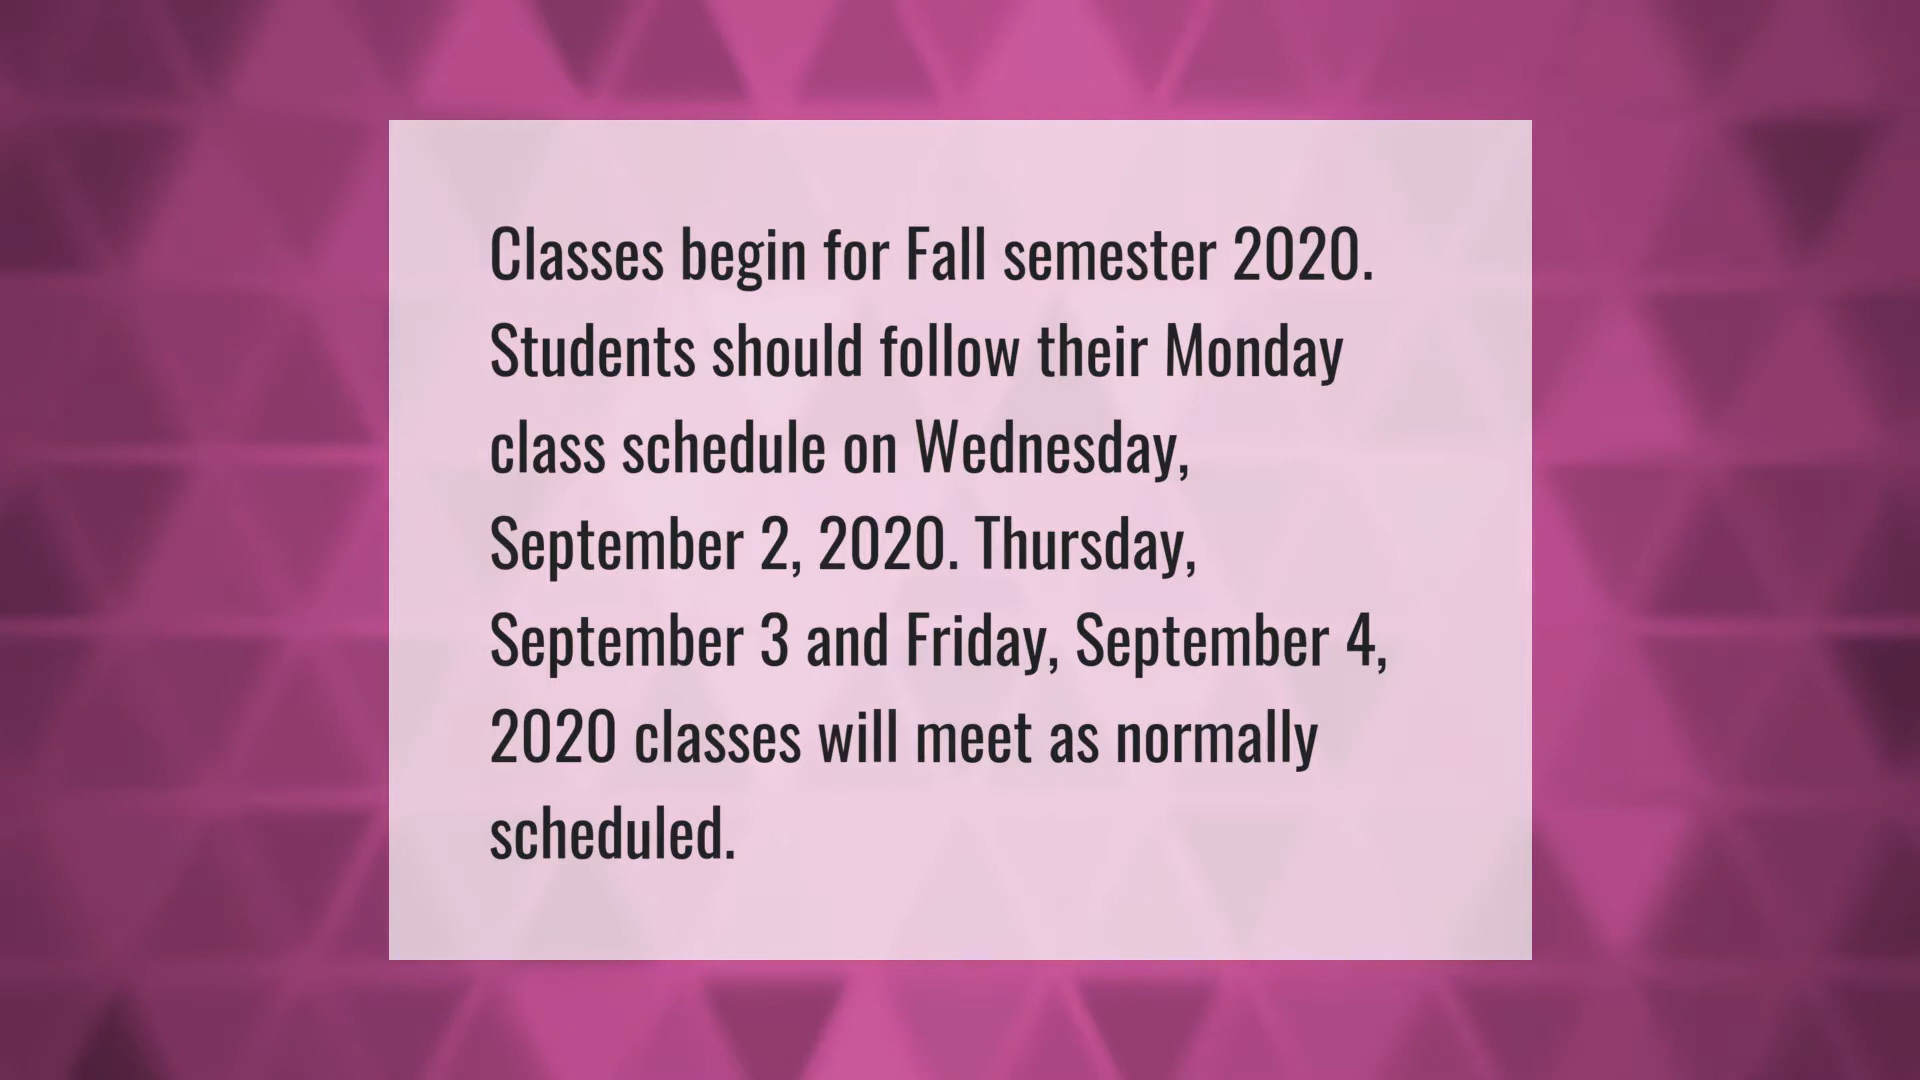 Classes begin for Fall semester 2020.
Students should follow their Monday
class schedule on Wednesday,
September 2, 2020. Thursday,
September 3 and Friday, September 4,
2020 classes will meet as normally
scheduled.